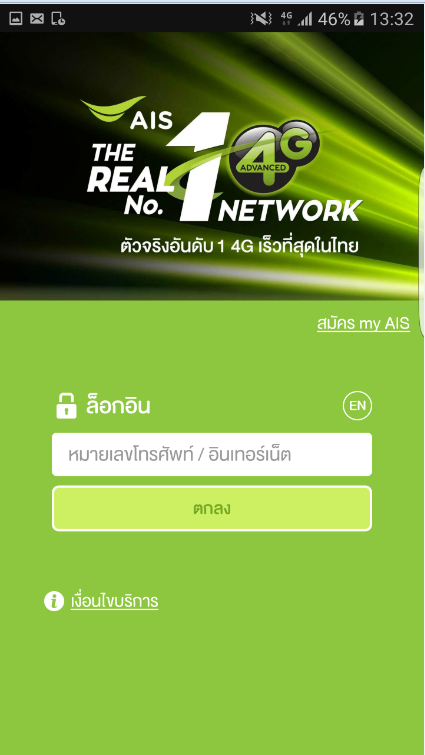 4G 46% 13:32
AIS
THE
REAL
No. 1
4G
ADVANCED
NETWORK
ตัวจริงอันดับ 1 4G เร็วที่สุดในไทย
สมัคร my AIS
ล็อกอิน
EN
หมายเลขโทรศัพท์ / อินเทอร์เน็ต
ตกลง
i เงื่อนไขบริการ